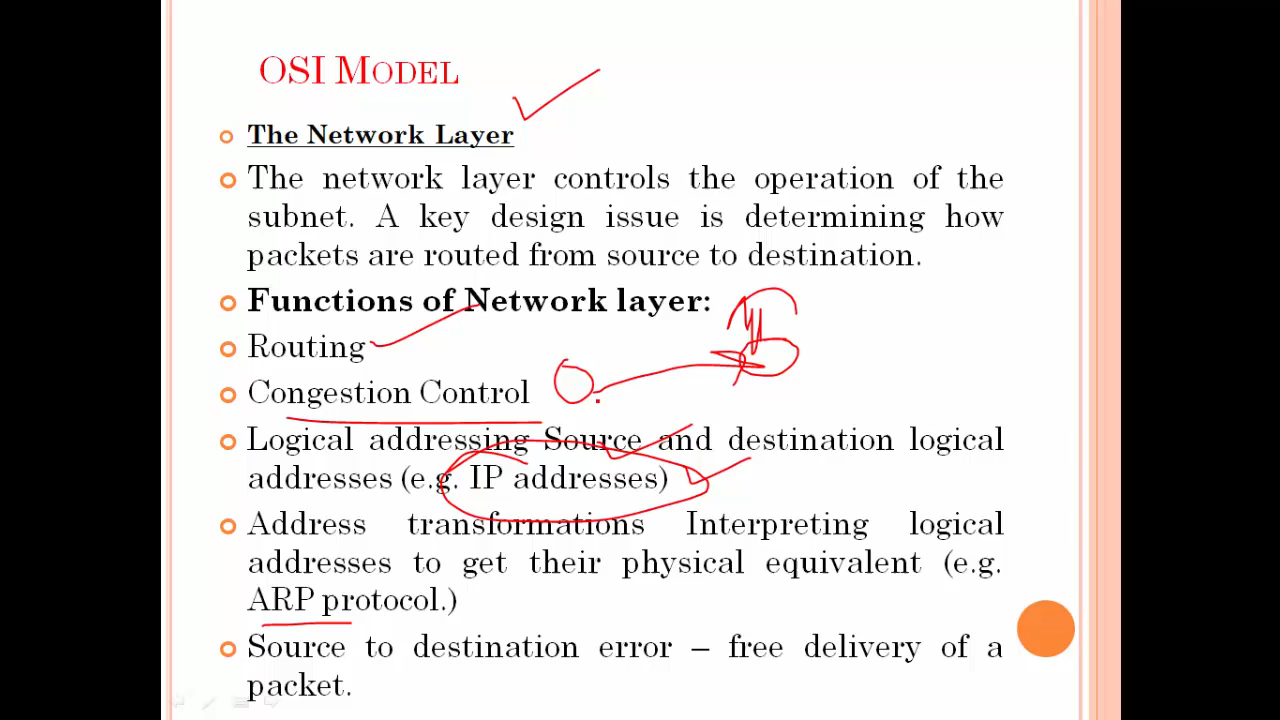 OSI MODEL
The Network Layer
The network layer controls the operation of the
subnet. A key design issue is determining how
packets are routed from source to destination.
Functions of Network layer:
Routing
Congestion Control
Logical addressing Source and destination logical
addresses (e.g. IP addresses)
Address transformations Interpreting logical
addresses to get their physical equivalent (e.g.
ARP protocol.)
Source to destination error – free delivery of a
packet.